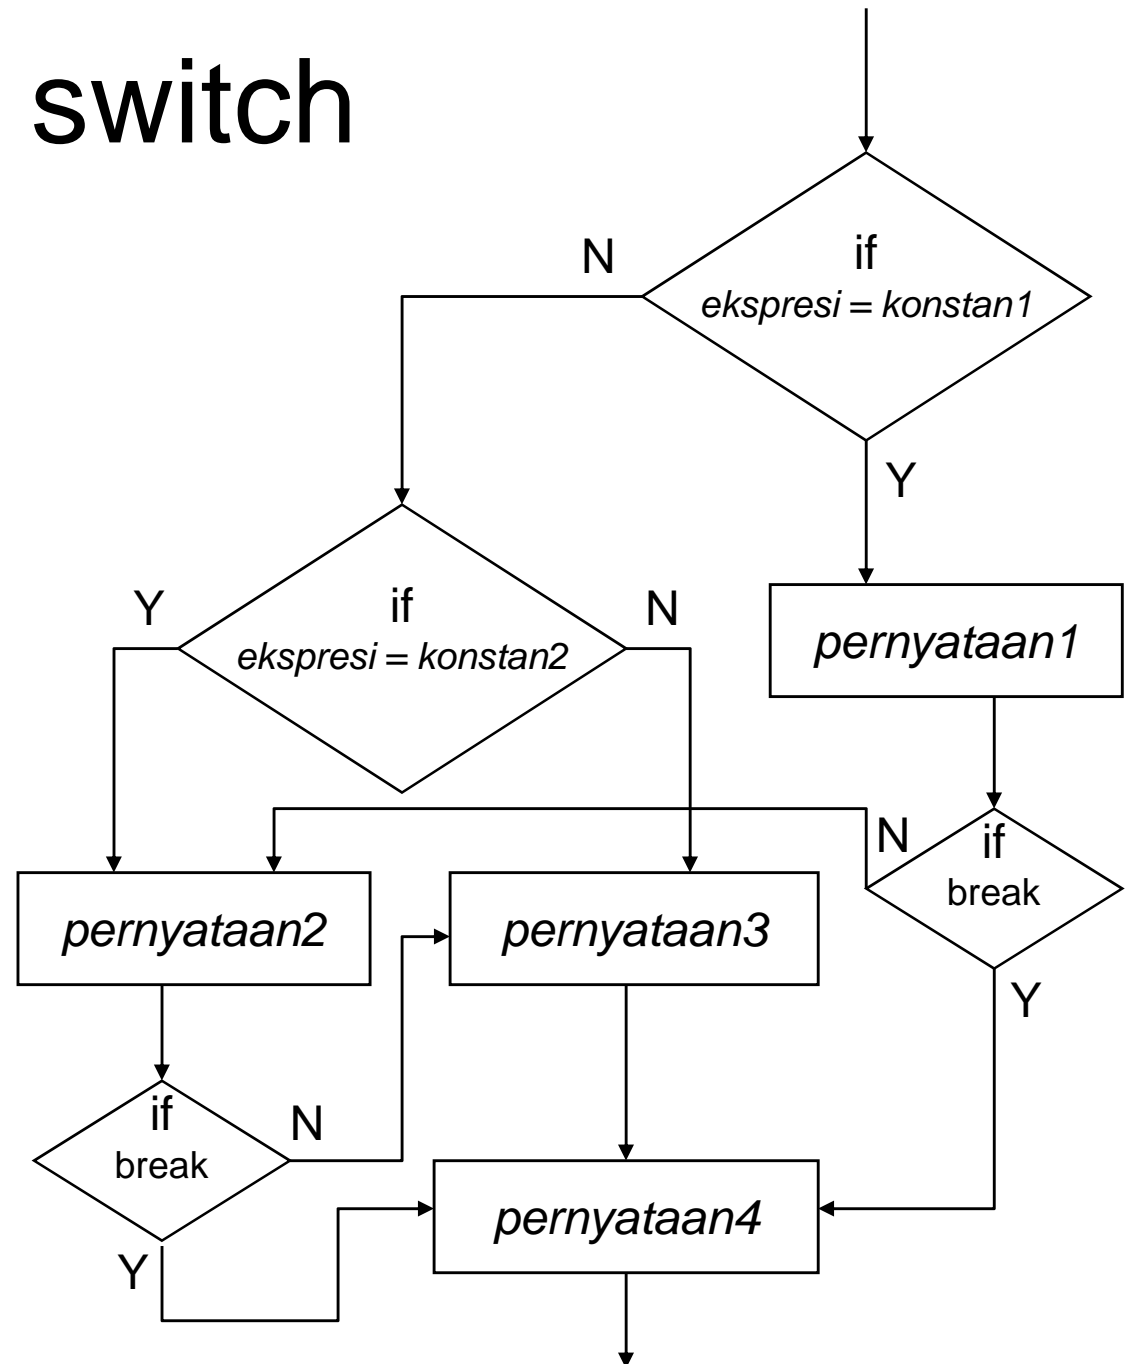 switch
N
if
ekspresi = konstan1
Y
Y
if
N
ekspresi = konstan2
pernyataan1
N
if
break
pernyataan2
pernyataan3
Y
if
N
break
pernyataan4
Y